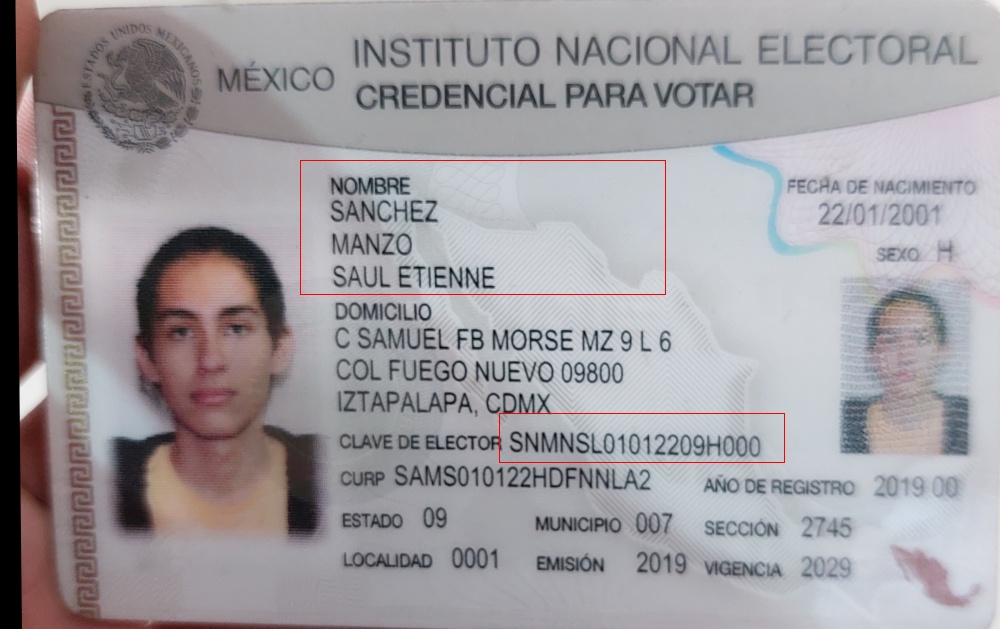 ESTADOS UNIDOS MEXICANOS
MÉXICO
INSTITUTO NACIONAL ELECTORAL
CREDENCIAL PARA VOTAR
NOMBRE
SANCHEZ
MANZO
SAUL ETIENNE
FECHA DE NACIMIENTO
22/01/2001
SEXO H
DOMICILIO
C SAMUEL FB MORSE MZ 9 L 6
COL FUEGO NUEVO 09800
IZTAPALAPA, CDMX
CLAVE DE ELECTOR SNMNSL01012209H000
CURP SAMS010122HDFNNLA2
AÑO DE REGISTRO 2019 00
ESTADO 09
MUNICIPIO 007
SECCIÓN 2745
LOCALIDAD 0001
EMISIÓN 2019
VIGENCIA 2029